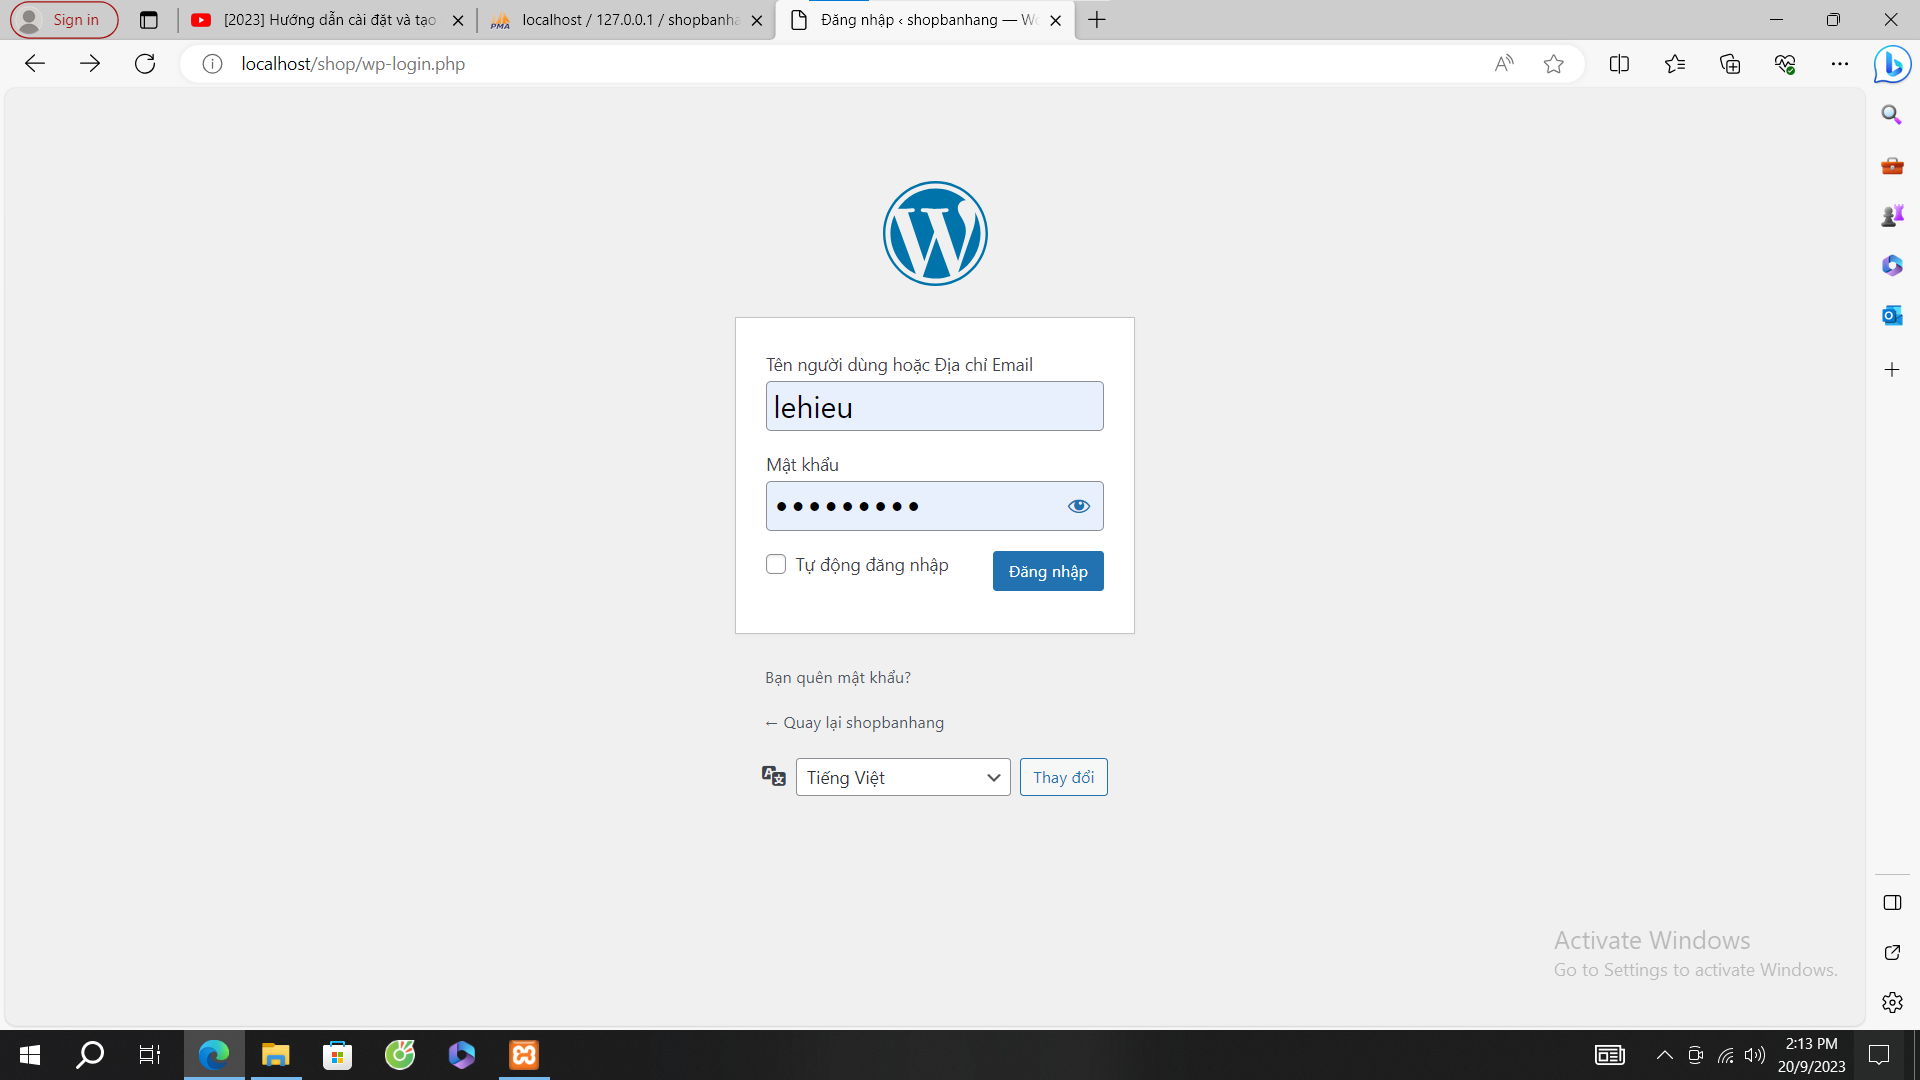 Sign in
[2023] Hướng dẫn cài đặt và tạo
localhost / 127.0.0.1 / shopbanha
Đăng nhập ‹ shopbanhang — Wo
localhost/shop/wp-login.php
Tên người dùng hoặc Địa chỉ Email
lehieu
Mật khẩu
Tự động đăng nhập
Đăng nhập
Bạn quên mật khẩu?
← Quay lại shopbanhang
Tiếng Việt
Thay đổi
Activate Windows
Go to Settings to activate Windows.
2:13 PM
20/9/2023